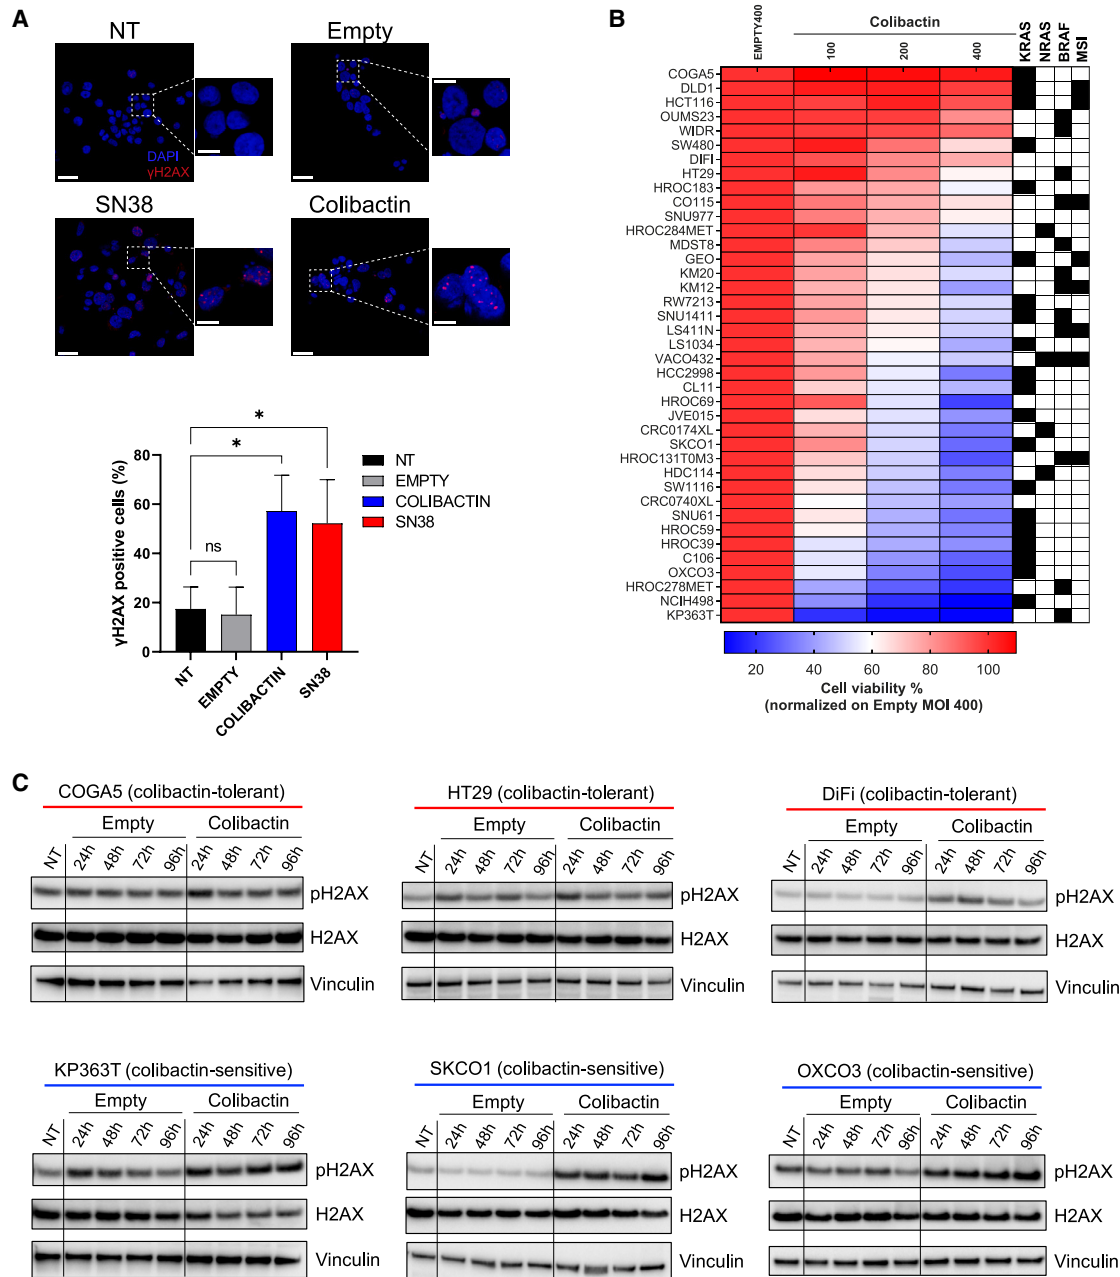 A
NT
Empty
DAPI
γH2AX
SN38
Colibactin
*
*
ns
γH2AX positive cells (%)
80
60
40
20
0
NT
EMPTY
COLIBACTIN
SN38
NT
EMPTY
COLIBACTIN
SN38
B
Colibactin
EMPTY400
100
200
400
KRAS
NRAS
BRAF
MSI
COGA5
DLD1
HCT116
OUMS23
WIDR
SW480
DIFI
HT29
HROC183
CO115
SNU977
HROC284MET
MDST8
GEO
KM20
KM12
RW7213
SNU1411
LS411N
LS1034
VACO432
HCC2998
CL11
HROC69
JVE015
CRC0174XL
SKCO1
HROC131T0M3
HDC114
SW1116
CRC0740XL
SNU61
HROC59
HROC39
C106
OXCO3
HROC278MET
NCIH498
KP363T
20 40 60 80 100
Cell viability %
(normalized on Empty MOI 400)
C
COGA5 (colibactin-tolerant)
Empty Colibactin
NT 24h 48h 72h 96h 24h 48h 72h 96h
pH2AX
H2AX
Vinculin
HT29 (colibactin-tolerant)
Empty Colibactin
NT 24h 48h 72h 96h 24h 48h 72h 96h
pH2AX
H2AX
Vinculin
DiFi (colibactin-tolerant)
Empty Colibactin
NT 24h 48h 72h 96h 24h 48h 72h 96h
pH2AX
H2AX
Vinculin
KP363T (colibactin-sensitive)
Empty Colibactin
NT 24h 48h 72h 96h 24h 48h 72h 96h
pH2AX
H2AX
Vinculin
SKCO1 (colibactin-sensitive)
Empty Colibactin
NT 24h 48h 72h 96h 24h 48h 72h 96h
pH2AX
H2AX
Vinculin
OXCO3 (colibactin-sensitive)
Empty Colibactin
NT 24h 48h 72h 96h 24h 48h 72h 96h
pH2AX
H2AX
Vinculin